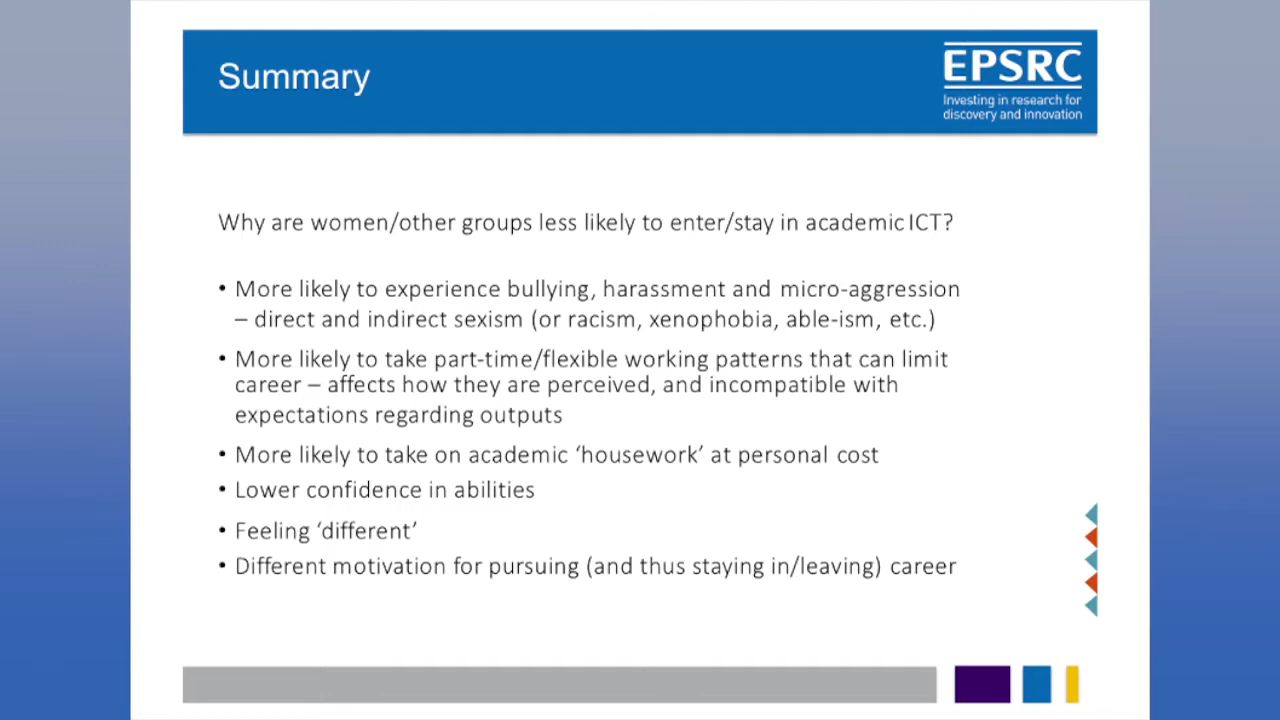 Summary
EPSRC
Investing in research for
discovery and innovation
Why are women/other groups less likely to enter/stay in academic ICT?
• More likely to experience bullying, harassment and micro-aggression
– direct and indirect sexism (or racism, xenophobia, able-ism, etc.)
• More likely to take part-time/flexible working patterns that can limit
career – affects how they are perceived, and incompatible with
expectations regarding outputs
• More likely to take on academic ‘housework’ at personal cost
• Lower confidence in abilities
• Feeling ‘different’
• Different motivation for pursuing (and thus staying in/leaving) career